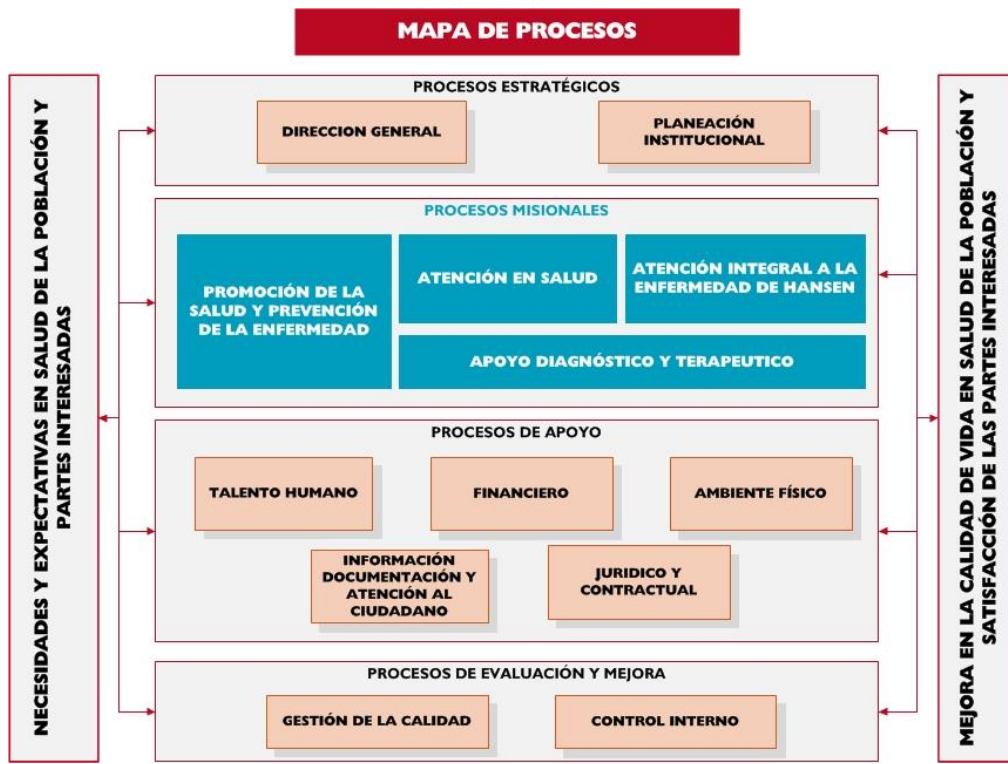 MAPA DE PROCESOS
NECESIDADES Y EXPECTATIVAS EN SALUD DE LA POBLACIÓN Y
PARTES INTERESADAS
PROCESOS ESTRATÉGICOS
DIRECCION GENERAL
PLANEACIÓN
INSTITUCIONAL
PROCESOS MISIONALES
PROMOCIÓN DE LA
SALUD Y PREVENCIÓN
DE LA ENFERMEDAD
ATENCIÓN EN SALUD
ATENCIÓN INTEGRAL A LA
ENFERMEDAD DE HANSEN
APOYO DIAGNÓSTICO Y TERAPEUTICO
PROCESOS DE APOYO
TALENTO HUMANO
FINANCIERO
AMBIENTE FÍSICO
INFORMACIÓN
DOCUMENTACIÓN Y
ATENCIÓN AL
CIUDADANO
JURIDICO Y
CONTRACTUAL
PROCESOS DE EVALUACIÓN Y MEJORA
GESTIÓN DE LA CALIDAD
CONTROL INTERNO
MEJORA EN LA CALIDAD DE VIDA EN SALUD DE LA POBLACIÓN Y
SATISFACCIÓN DE LAS PARTES INTERESADAS